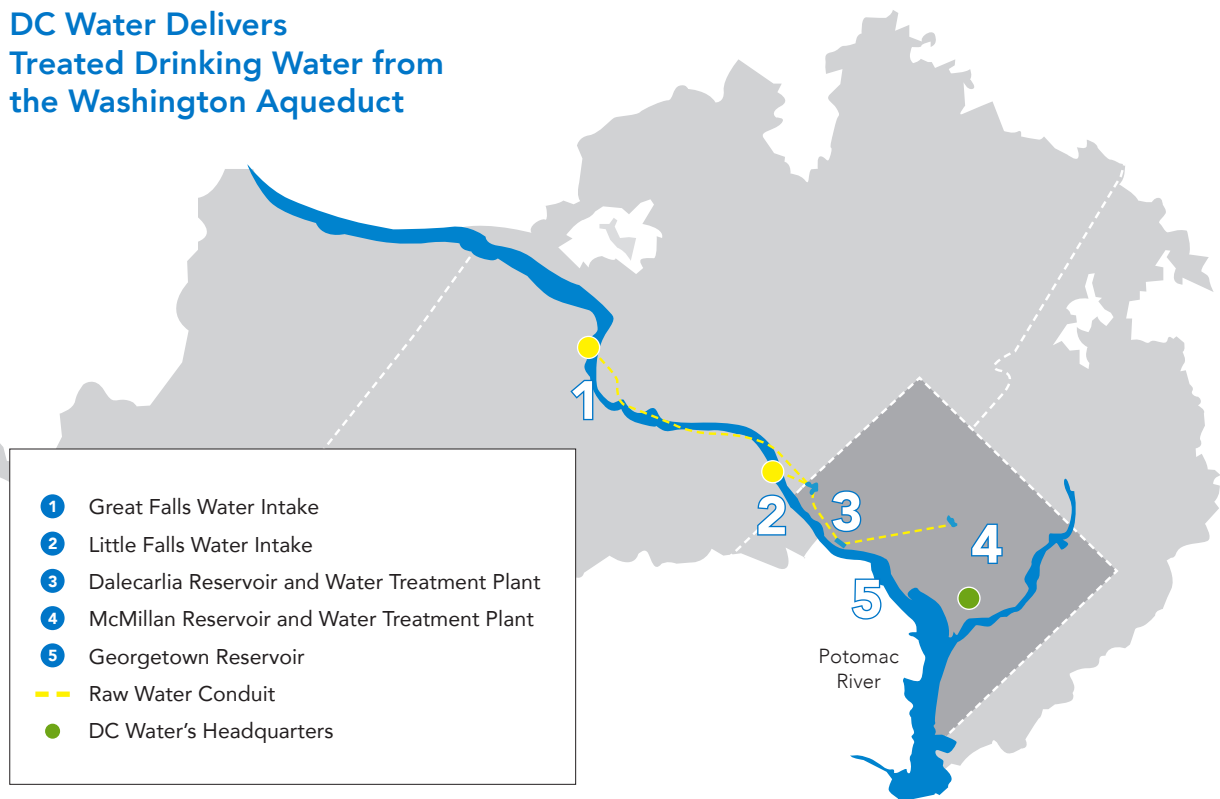 DC Water Delivers
Treated Drinking Water from
the Washington Aqueduct
1
2
3
4
5
Potomac
River
1 Great Falls Water Intake
2 Little Falls Water Intake
3 Dalecarlia Reservoir and Water Treatment Plant
4 McMillan Reservoir and Water Treatment Plant
5 Georgetown Reservoir
Raw Water Conduit
DC Water’s Headquarters